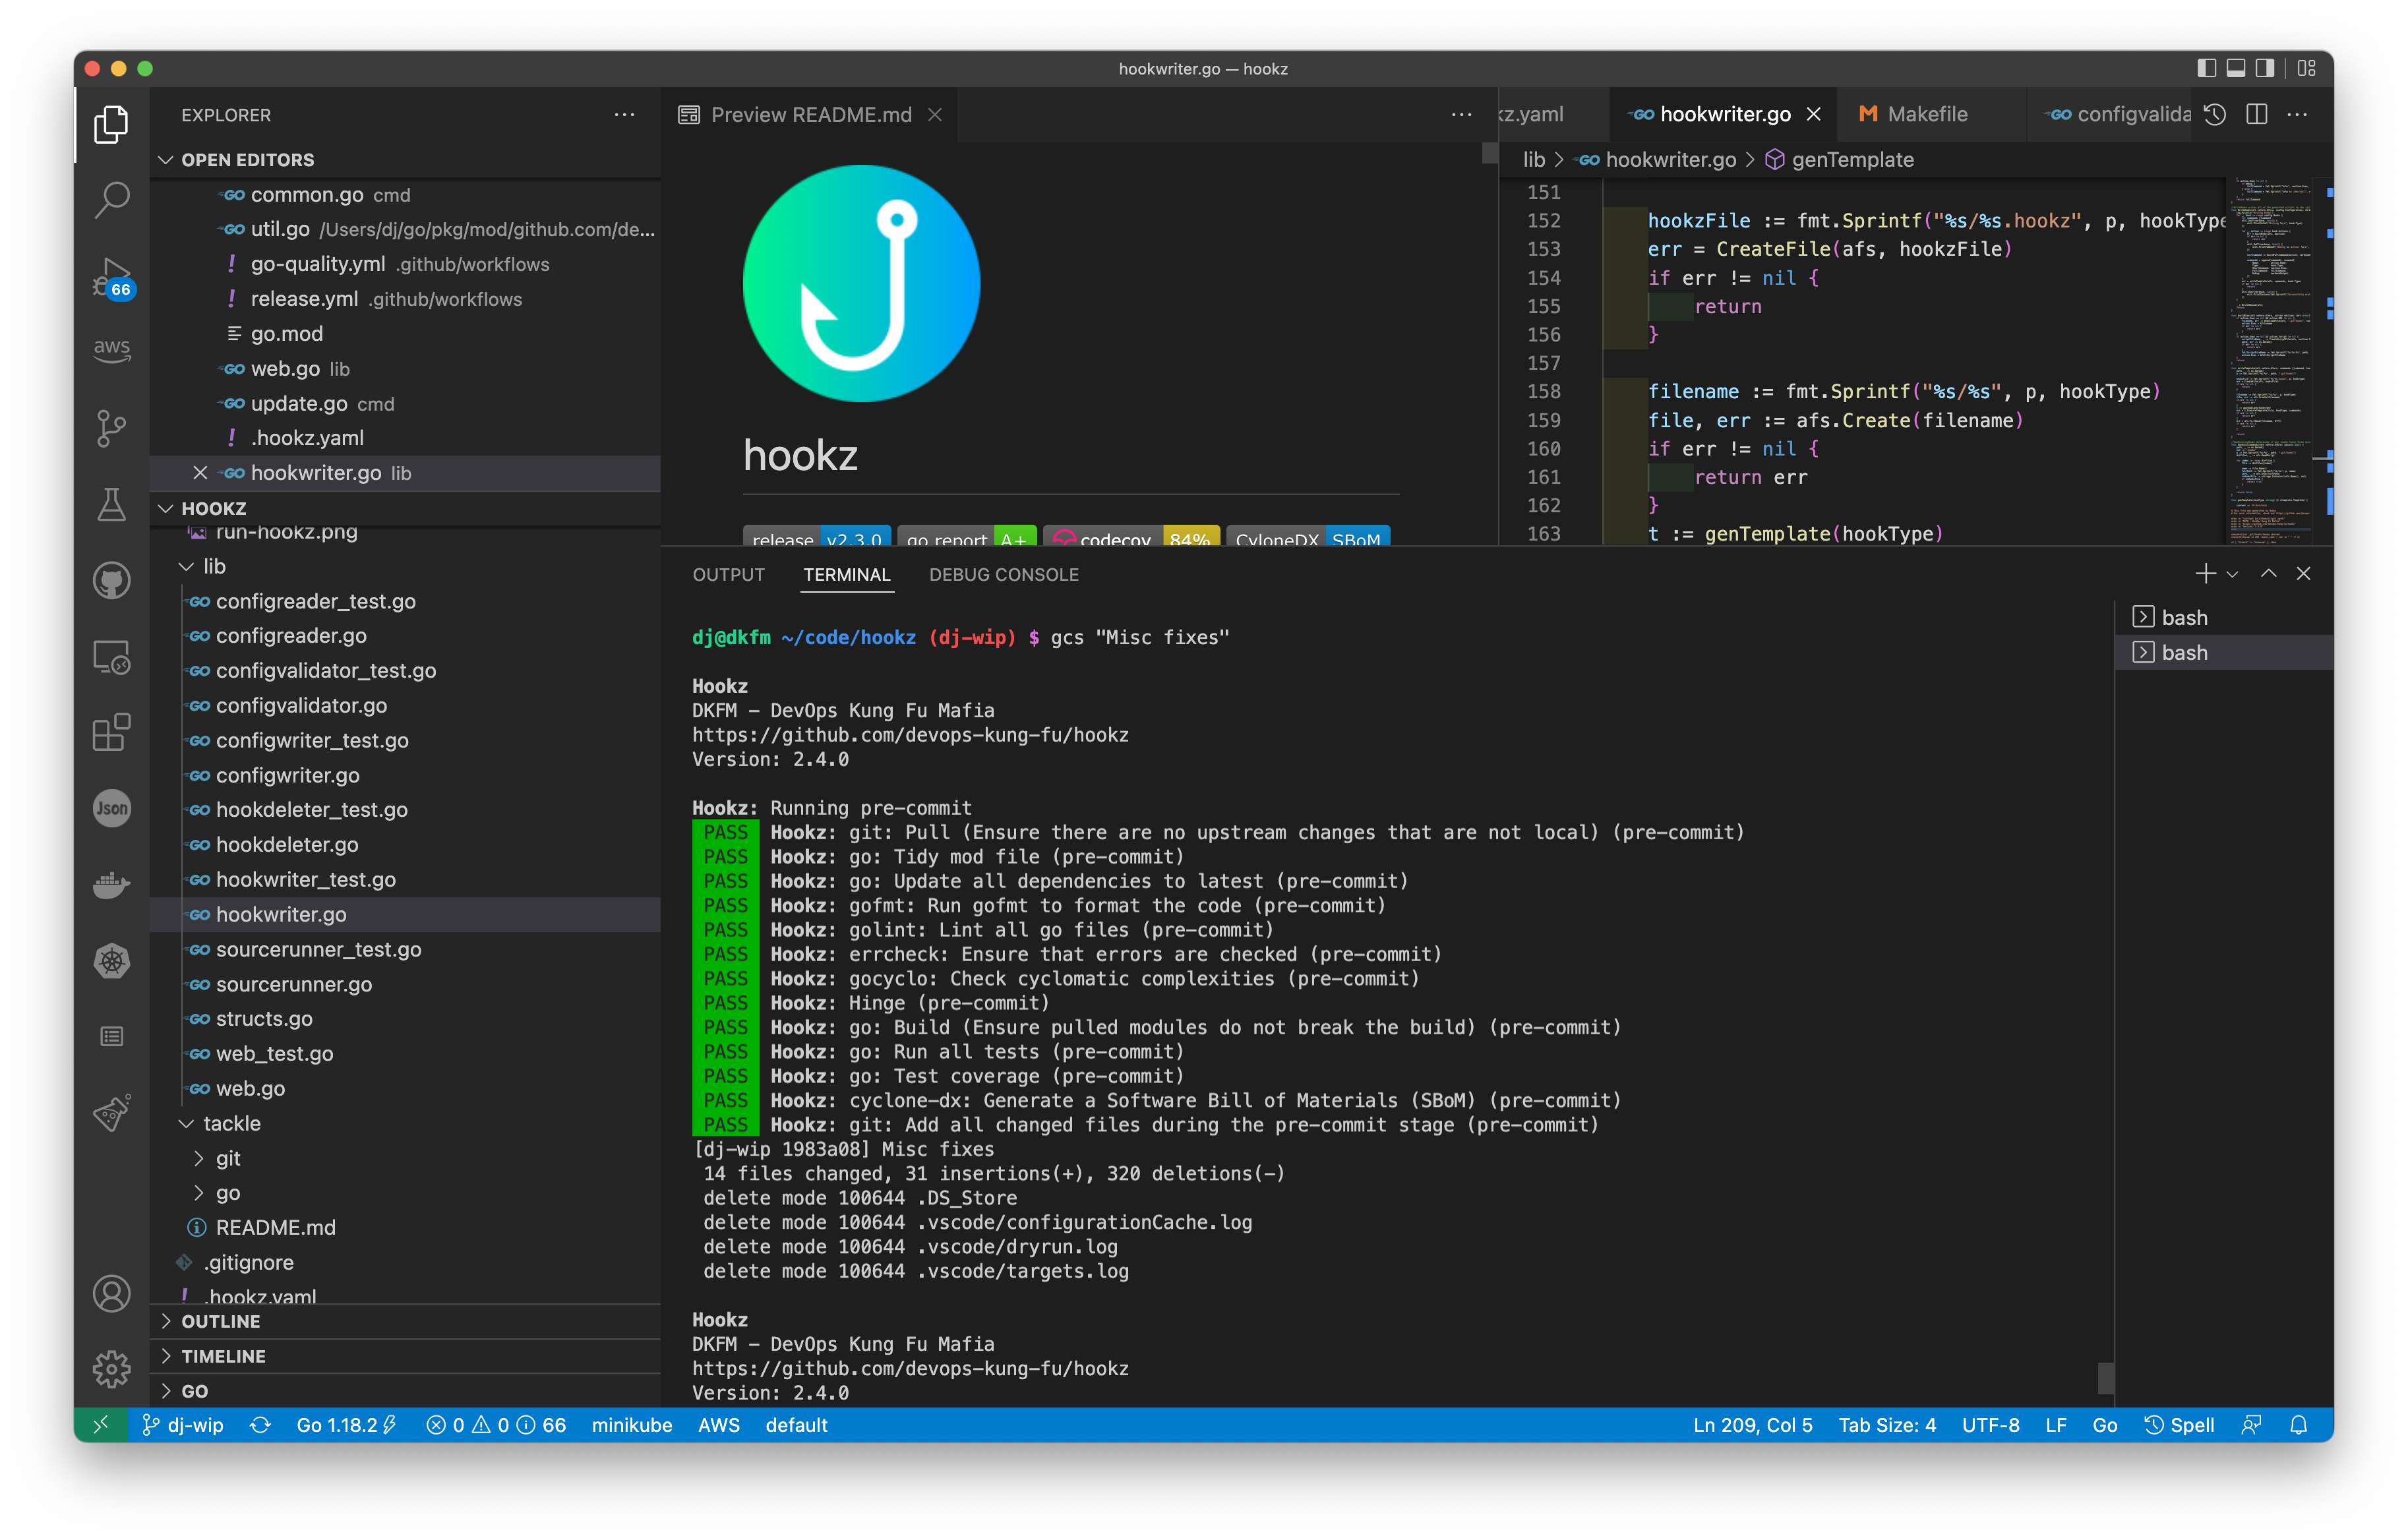 hookwriter.go — hookz
EXPLORER
OPEN EDITORS
common.go cmd
util.go /Users/dj/go/pkg/mod/github.com/de...
go-quality.yml .github/workflows
release.yml .github/workflows
go.mod
web.go lib
update.go cmd
.hookz.yaml
hookwriter.go lib
HOOKZ
run-hookz.png
lib
configreader_test.go
configreader.go
configvalidator_test.go
configvalidator.go
configwriter_test.go
configwriter.go
hookdeleter_test.go
hookdeleter.go
hookwriter_test.go
hookwriter.go
sourcerunner_test.go
sourcerunner.go
structs.go
web_test.go
web.go
tackle
git
go
README.md
.gitignore
.hookz.yaml
OUTLINE
TIMELINE
GO
66
aws
Json
Preview README.md
hookz
release v2.3.0 go report A+ codecov 84% CyloneDX SBoM
kz.yaml hookwriter.go Makefile configvalida
lib > hookwriter.go > genTemplate
151
152 hookzFile := fmt.Sprintf("%s/%s.hookz", p, hookType
153 err = CreateFile(afs, hookzFile)
154 if err != nil {
155 return
156 }
157
158 filename := fmt.Sprintf("%s/%s", p, hookType)
159 file, err := afs.Create(filename)
160 if err != nil {
161 return err
162 }
163 t := genTemplate(hookType)
OUTPUT TERMINAL DEBUG CONSOLE
bash
bash
dj@dkfm ~/code/hookz (dj-wip) $ gcs "Misc fixes"
Hookz
DKFM - DevOps Kung Fu Mafia
https://github.com/devops-kung-fu/hookz
Version: 2.4.0
Hookz: Running pre-commit
PASS Hookz: git: Pull (Ensure there are no upstream changes that are not local) (pre-commit)
PASS Hookz: go: Tidy mod file (pre-commit)
PASS Hookz: go: Update all dependencies to latest (pre-commit)
PASS Hookz: gofmt: Run gofmt to format the code (pre-commit)
PASS Hookz: golint: Lint all go files (pre-commit)
PASS Hookz: errcheck: Ensure that errors are checked (pre-commit)
PASS Hookz: gocyclo: Check cyclomatic complexities (pre-commit)
PASS Hookz: Hinge (pre-commit)
PASS Hookz: go: Build (Ensure pulled modules do not break the build) (pre-commit)
PASS Hookz: go: Run all tests (pre-commit)
PASS Hookz: go: Test coverage (pre-commit)
PASS Hookz: cyclone-dx: Generate a Software Bill of Materials (SBoM) (pre-commit)
PASS Hookz: git: Add all changed files during the pre-commit stage (pre-commit)
[dj-wip 1983a08] Misc fixes
14 files changed, 31 insertions(+), 320 deletions(-)
delete mode 100644 .DS_Store
delete mode 100644 .vscode/configurationCache.log
delete mode 100644 .vscode/dryrun.log
delete mode 100644 .vscode/targets.log
Hookz
DKFM - DevOps Kung Fu Mafia
https://github.com/devops-kung-fu/hookz
Version: 2.4.0
dj-wip Go 1.18.2 0 0 66 minikube AWS default Ln 209, Col 5 Tab Size: 4 UTF-8 LF Go Spell